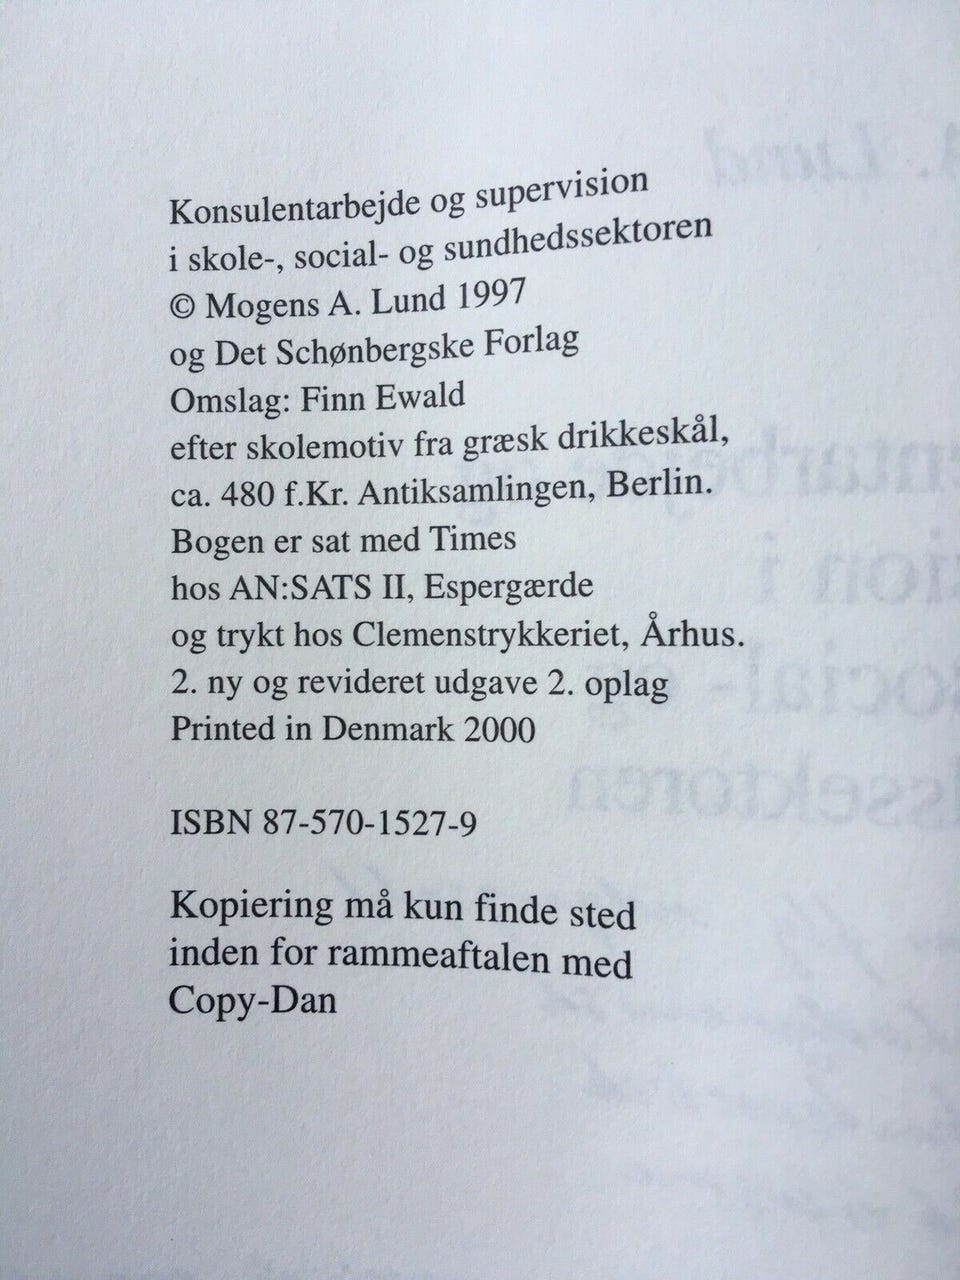 Konsulentarbejde og supervision
i skole-, social- og sundhedssektoren
© Mogens A. Lund 1997
og Det Schønbergske Forlag
Omslag: Finn Ewald
efter skolemotiv fra græsk drikkeskål,
ca. 480 f.Kr. Antiksamlingen, Berlin.
Bogen er sat med Times
hos AN:SATS II, Espergærde
og trykt hos Clemenstrykkeriet, Århus.
2. ny og revideret udgave 2. oplag
Printed in Denmark 2000
ISBN 87-570-1527-9
Kopiering må kun finde sted
inden for rammeaftalen med
Copy-Dan